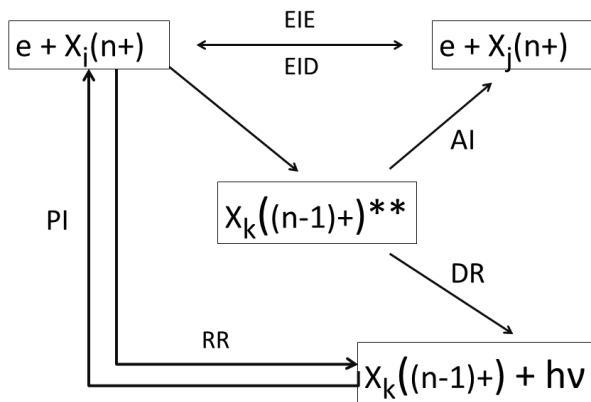 EIE
e + Xi(n+)
e + Xj(n+)
EID
AI
Xk((n-1)+)**
PI
DR
RR
Xk((n-1)+) + hν